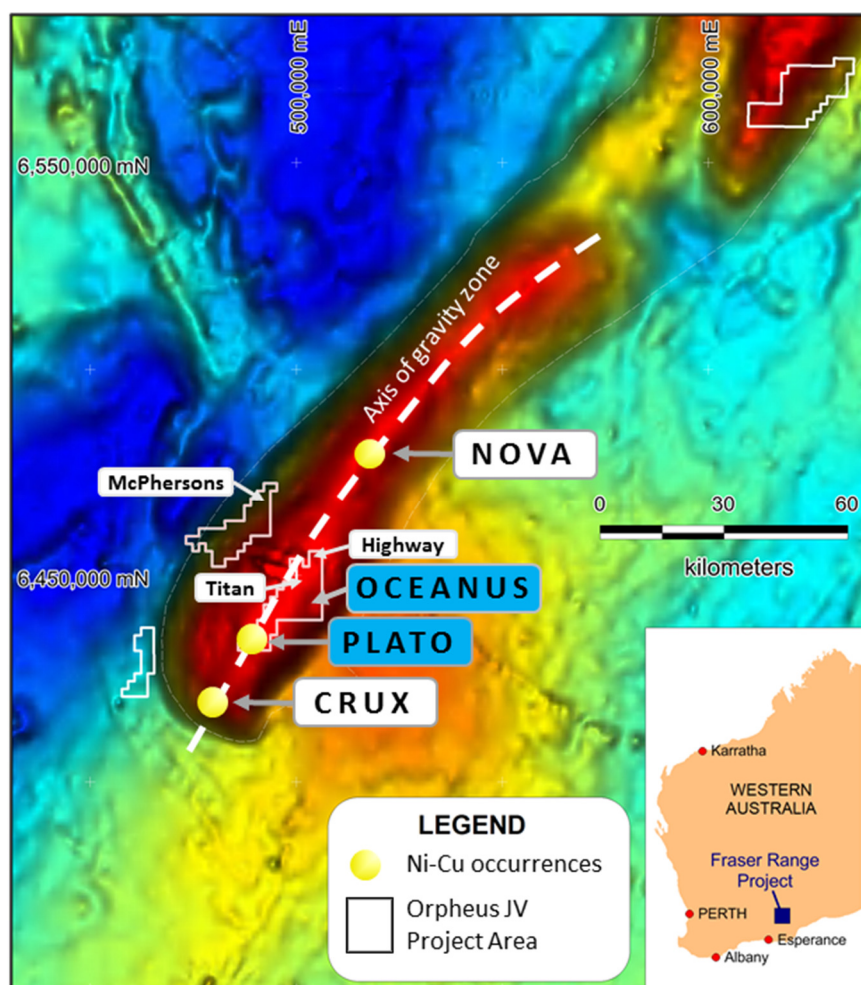 500,000 mE
600,000 mE
6,550,000 mN
Axis of gravity zone
NOVA
McPhersons
0 30 60
kilometers
Highway
6,450,000 mN
Titan
OCEANUS
PLATO
CRUX
Karratha
WESTERN
AUSTRALIA
Fraser Range
Project
PERTH
Esperance
Albany
LEGEND
Ni-Cu occurrences
Orpheus JV
Project Area